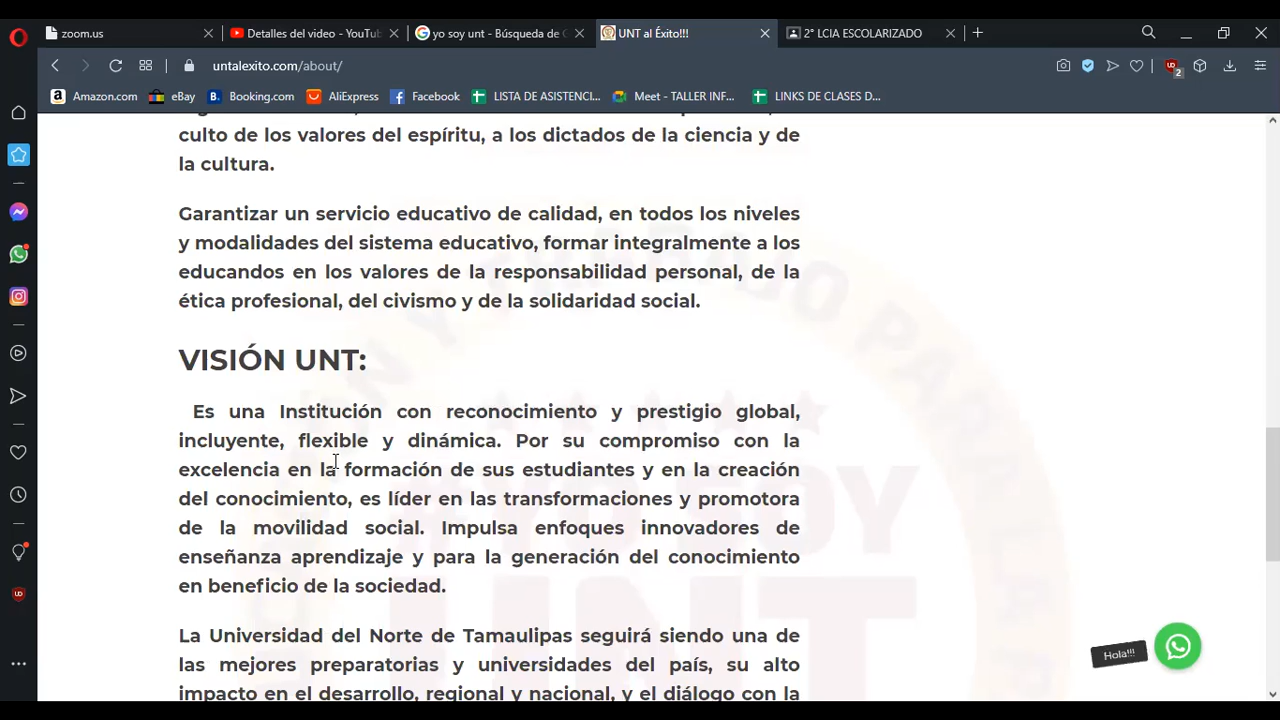 zoom.us
Detalles del video - YouTub
yo soy unt - Búsqueda de G
UNT al Éxito!!!
2° LCIA ESCOLARIZADO
untalexito.com/about/
2
Amazon.com
eBay
Booking.com
AliExpress
Facebook
LISTA DE ASISTENCI...
Meet - TALLER INF...
LINKS DE CLASES D...
culto de los valores del espíritu, a los dictados de la ciencia y de
la cultura.
Garantizar un servicio educativo de calidad, en todos los niveles
y modalidades del sistema educativo, formar integralmente a los
educandos en los valores de la responsabilidad personal, de la
ética profesional, del civismo y de la solidaridad social.
VISIÓN UNT:
Es una Institución con reconocimiento y prestigio global,
incluyente, flexible y dinámica. Por su compromiso con la
excelencia en la formación de sus estudiantes y en la creación
del conocimiento, es líder en las transformaciones y promotora
de la movilidad social. Impulsa enfoques innovadores de
enseñanza aprendizaje y para la generación del conocimiento
en beneficio de la sociedad.
La Universidad del Norte de Tamaulipas seguirá siendo una de
las mejores preparatorias y universidades del país, su alto
impacto en el desarrollo, regional y nacional, y el diálogo con la
Hola!!!
#YO SOY
UNT